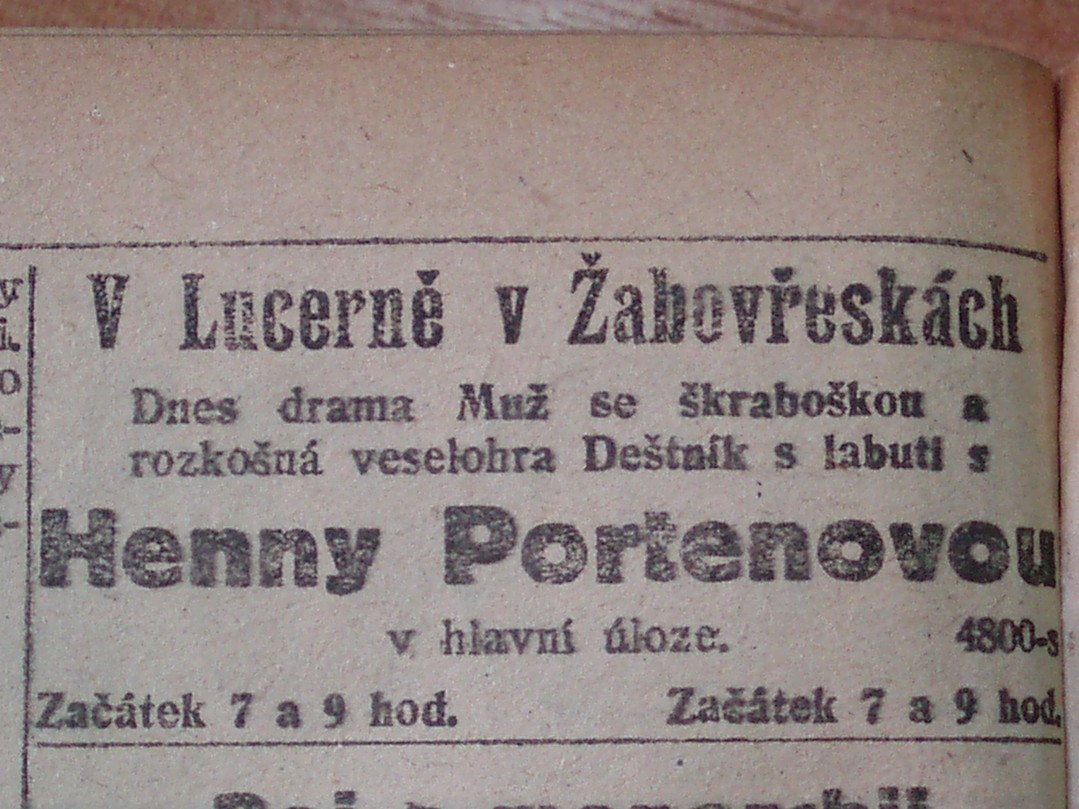 V Lucerně v Žabovřeskách
Dnes drama Muž se škraboškou a
rozkošná veselohra Deštník s labutí s
Henny Portenovou
v hlavní úloze. 4800-s
Začátek 7 a 9 hod. Začátek 7 a 9 hod.